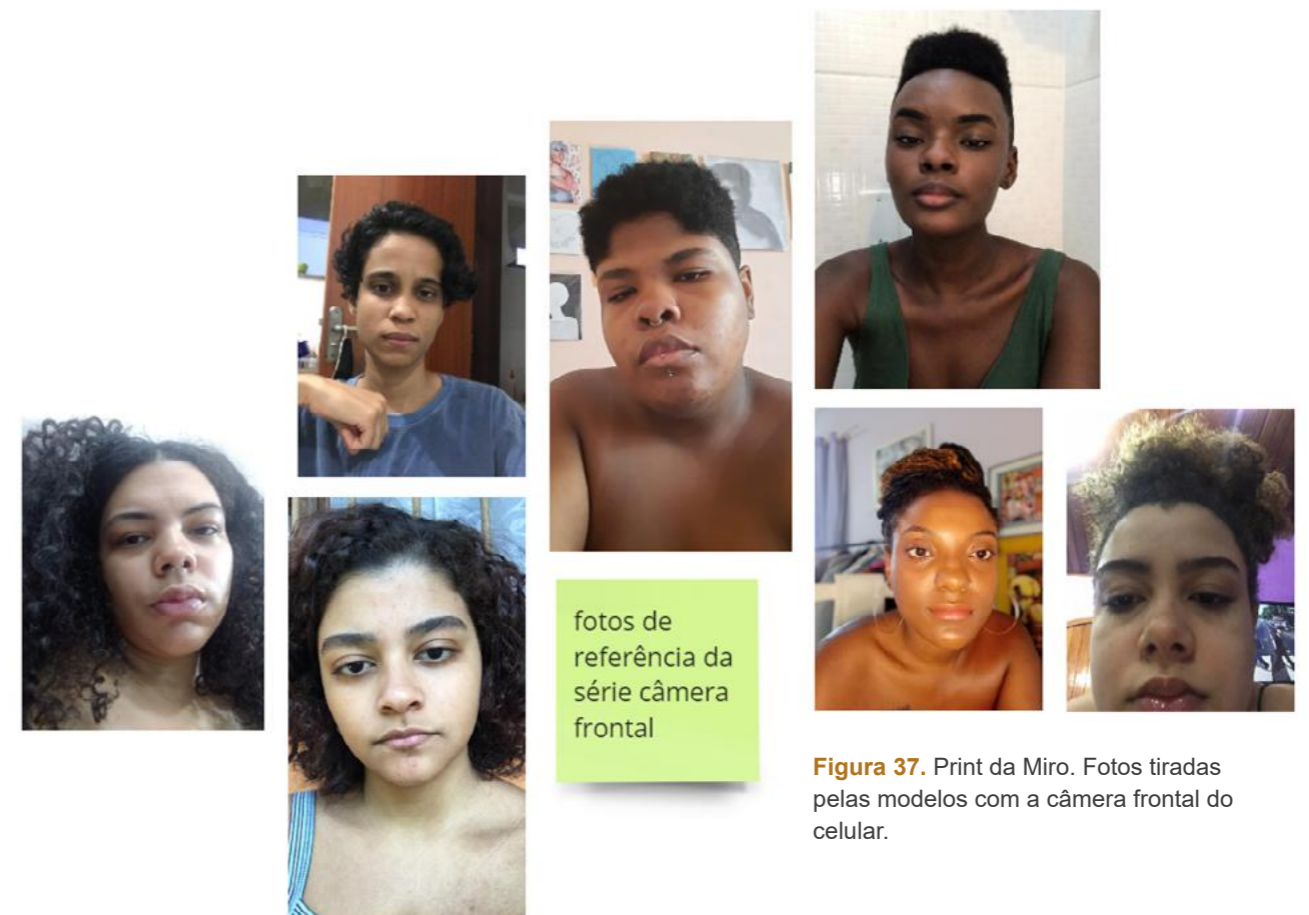 fotos de
referência da
série câmera
frontal
Figura 37. Print da Miro. Fotos tiradas
pelas modelos com a câmera frontal do
celular.